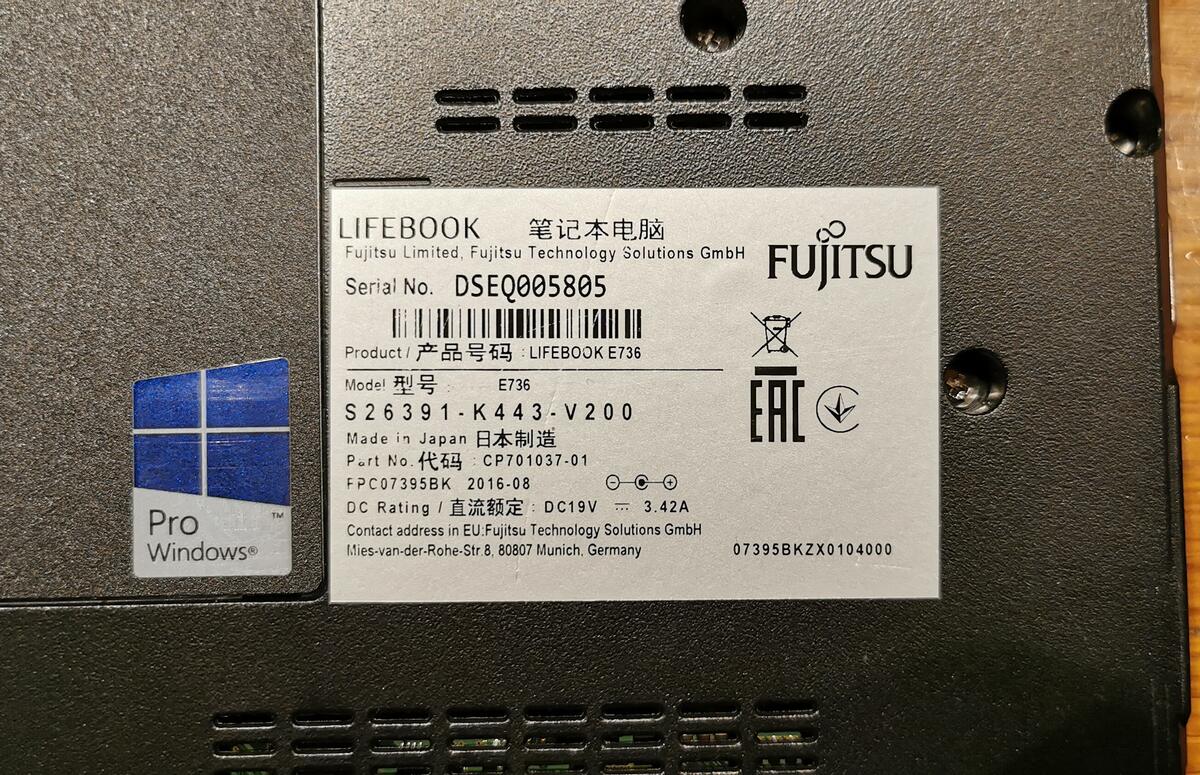 LIFEBOOK 笔记本电脑
Fujitsu Limited, Fujitsu Technology Solutions GmbH
FUJITSU
Serial No. DSEQ005805
Product / 产品号码 : LIFEBOOK E736
Model 型号 : E736
S26391-K443-V200
Made in Japan 日本制造
Part No. 代码 : CP701037-01
FPC07395BK 2016-08
DC Rating / 直流额定 : DC19V ⎓ 3.42A
Contact address in EU:Fujitsu Technology Solutions GmbH
Mies-van-der-Rohe-Str.8, 80807 Munich, Germany
07395BKZX0104000
EAC
Pro ™
Windows®